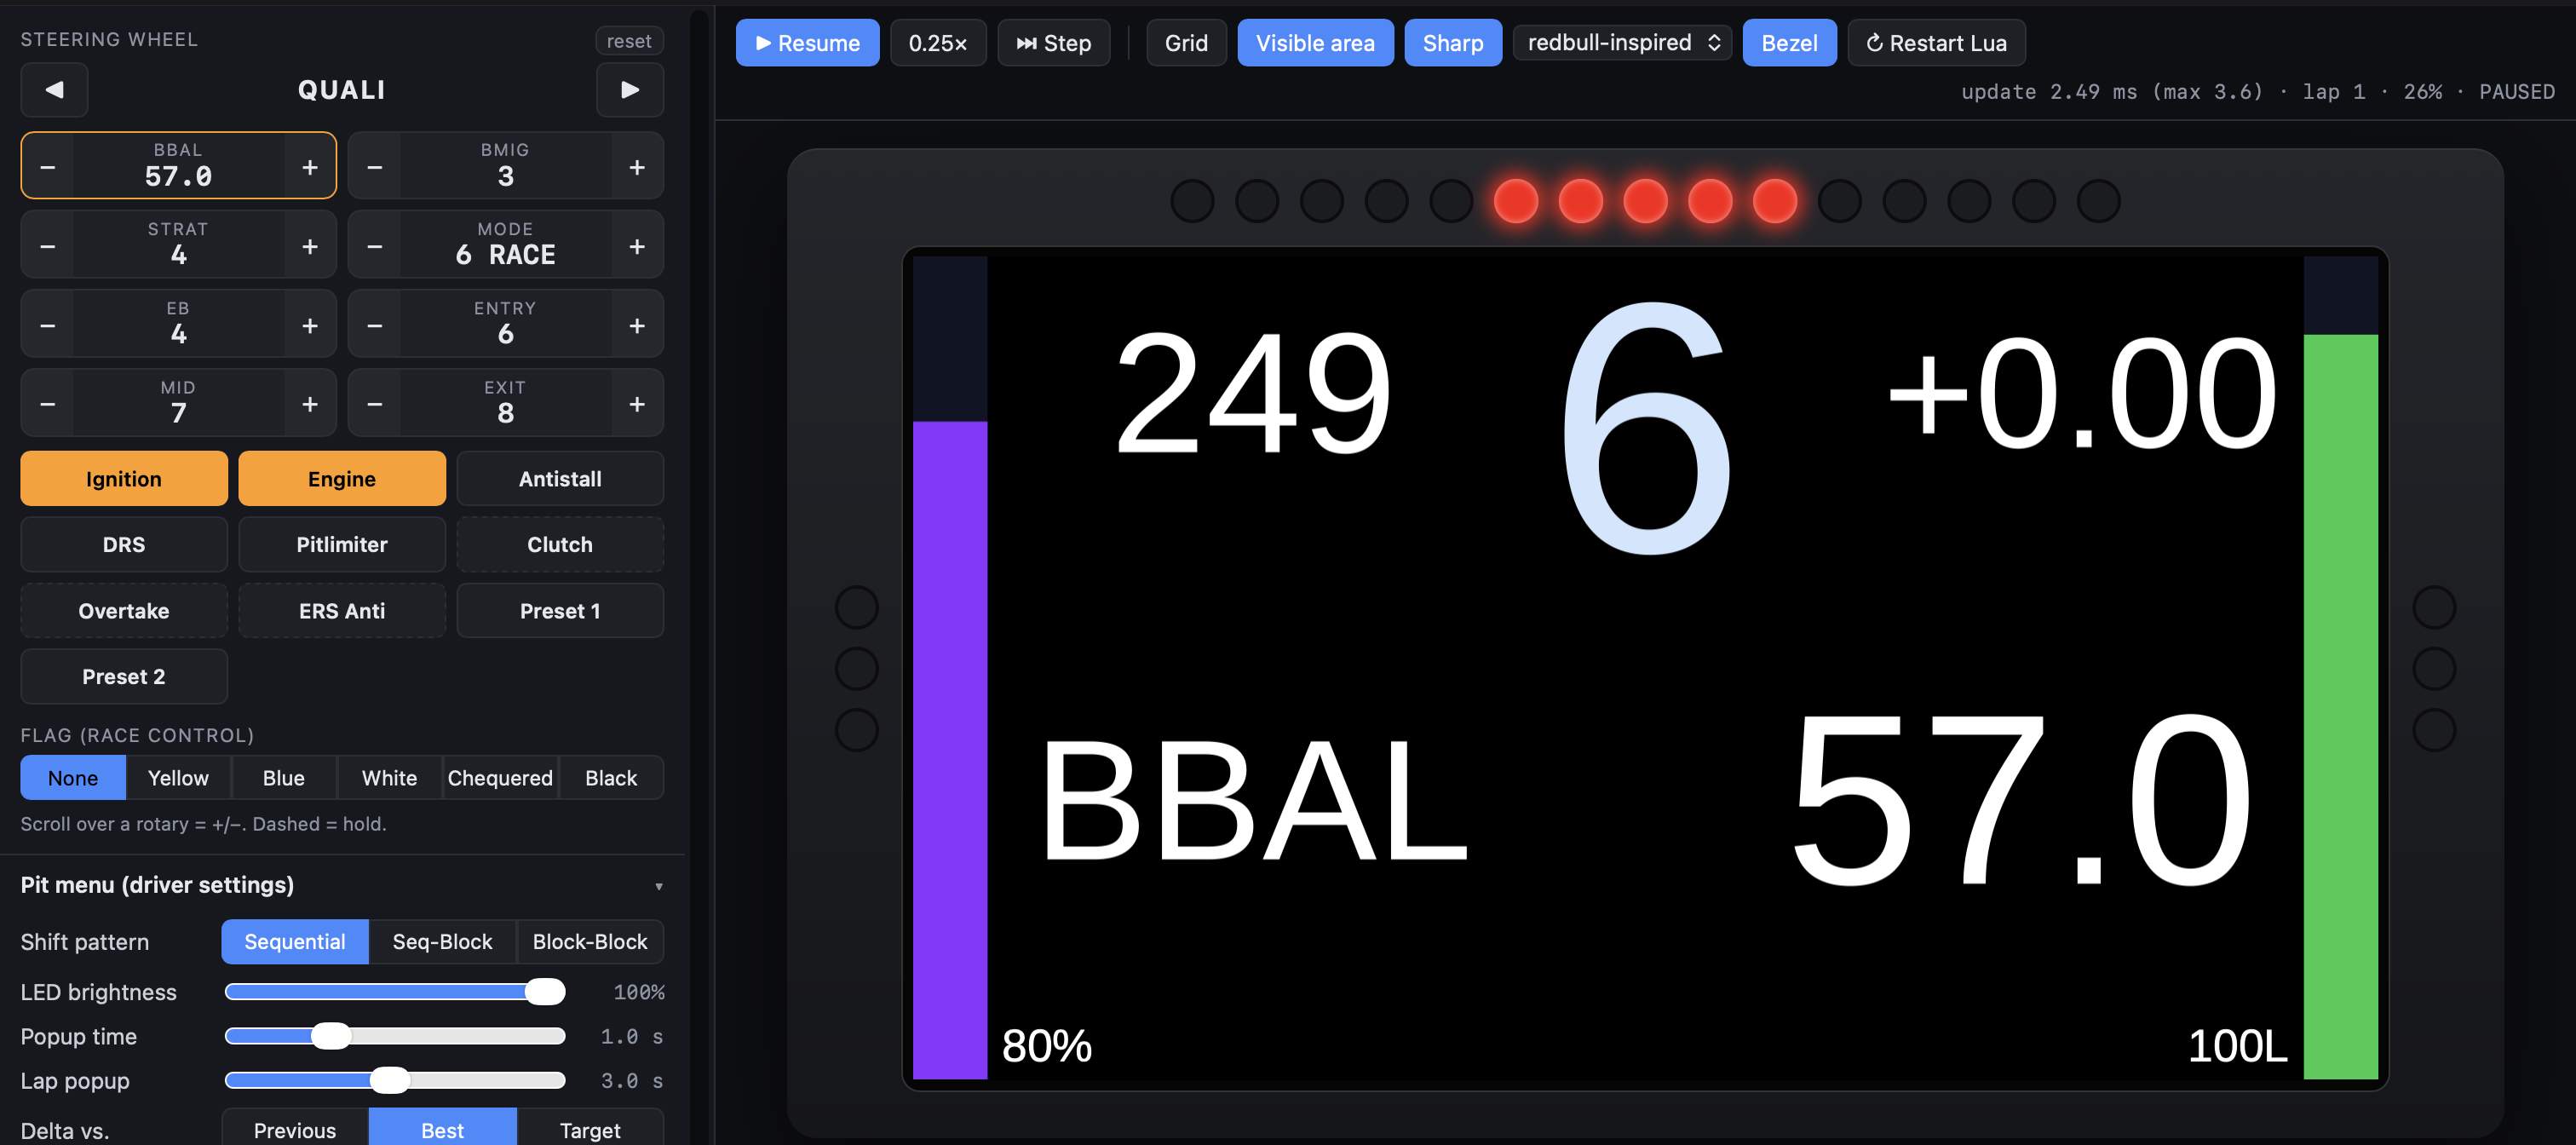 STEERING WHEEL reset
QUALI
BBAL
57.0
BMIG
3
STRAT
4
MODE
6 RACE
EB
4
ENTRY
6
MID
7
EXIT
8
Ignition Engine Antistall
DRS Pitlimiter Clutch
Overtake ERS Anti Preset 1
Preset 2
FLAG (RACE CONTROL)
None Yellow Blue White Chequered Black
Scroll over a rotary = +/−. Dashed = hold.
Pit menu (driver settings)
Shift pattern Sequential Seq-Block Block-Block
LED brightness 100%
Popup time 1.0 s
Lap popup 3.0 s
Delta vs. Previous Best Target
Resume 0.25× Step Grid Visible area Sharp redbull-inspired Bezel Restart Lua
update 2.49 ms (max 3.6) · lap 1 · 26% · PAUSED
249 6 +0.00
BBAL 57.0
80% 100L